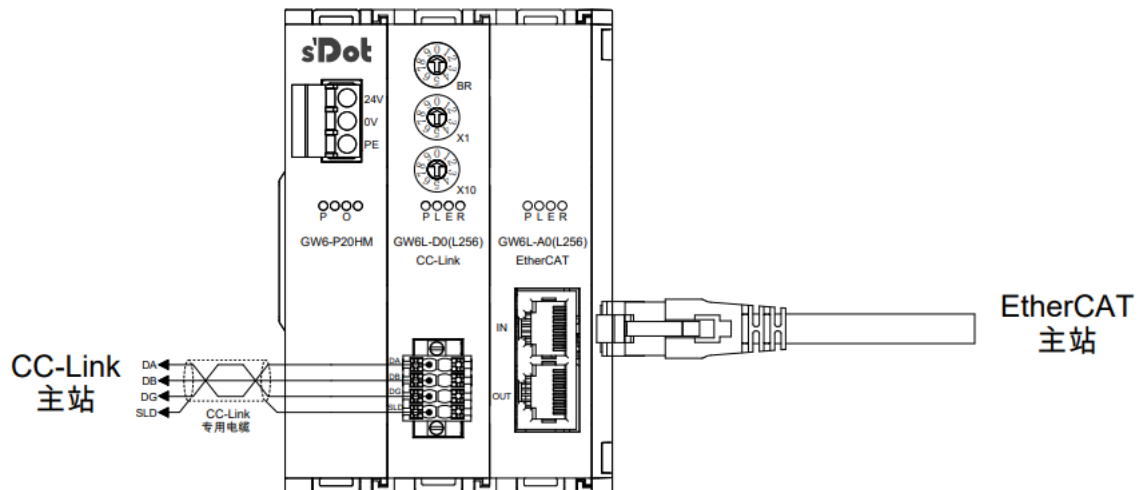 s'Dot
24V
0V
PE
P O
GW6-P20HM
BR
X1
X10
P L E R
GW6L-D0(L256)
CC-Link
P L E R
GW6L-A0(L256)
EtherCAT
IN
OUT
EtherCAT
主站
CC-Link
主站
DA
DB
DG
SLD
CC-Link
专用电缆
DA
DB
DG
SLD